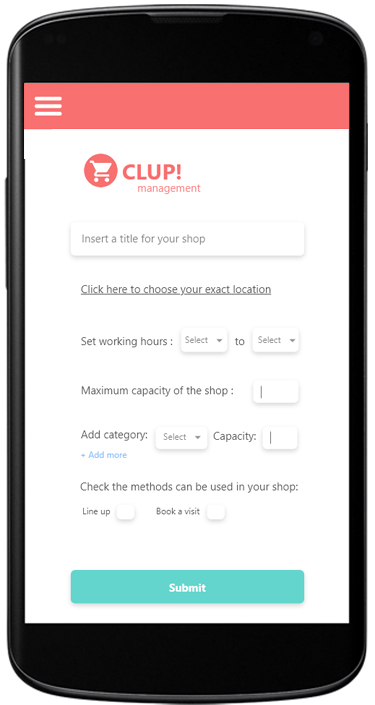 CLUP!
management
Insert a title for your shop
Click here to choose your exact location
Set working hours : Select to Select
Maximum capacity of the shop :
Add category: Select Capacity:
+ Add more
Check the methods can be used in your shop:
Line up Book a visit
Submit